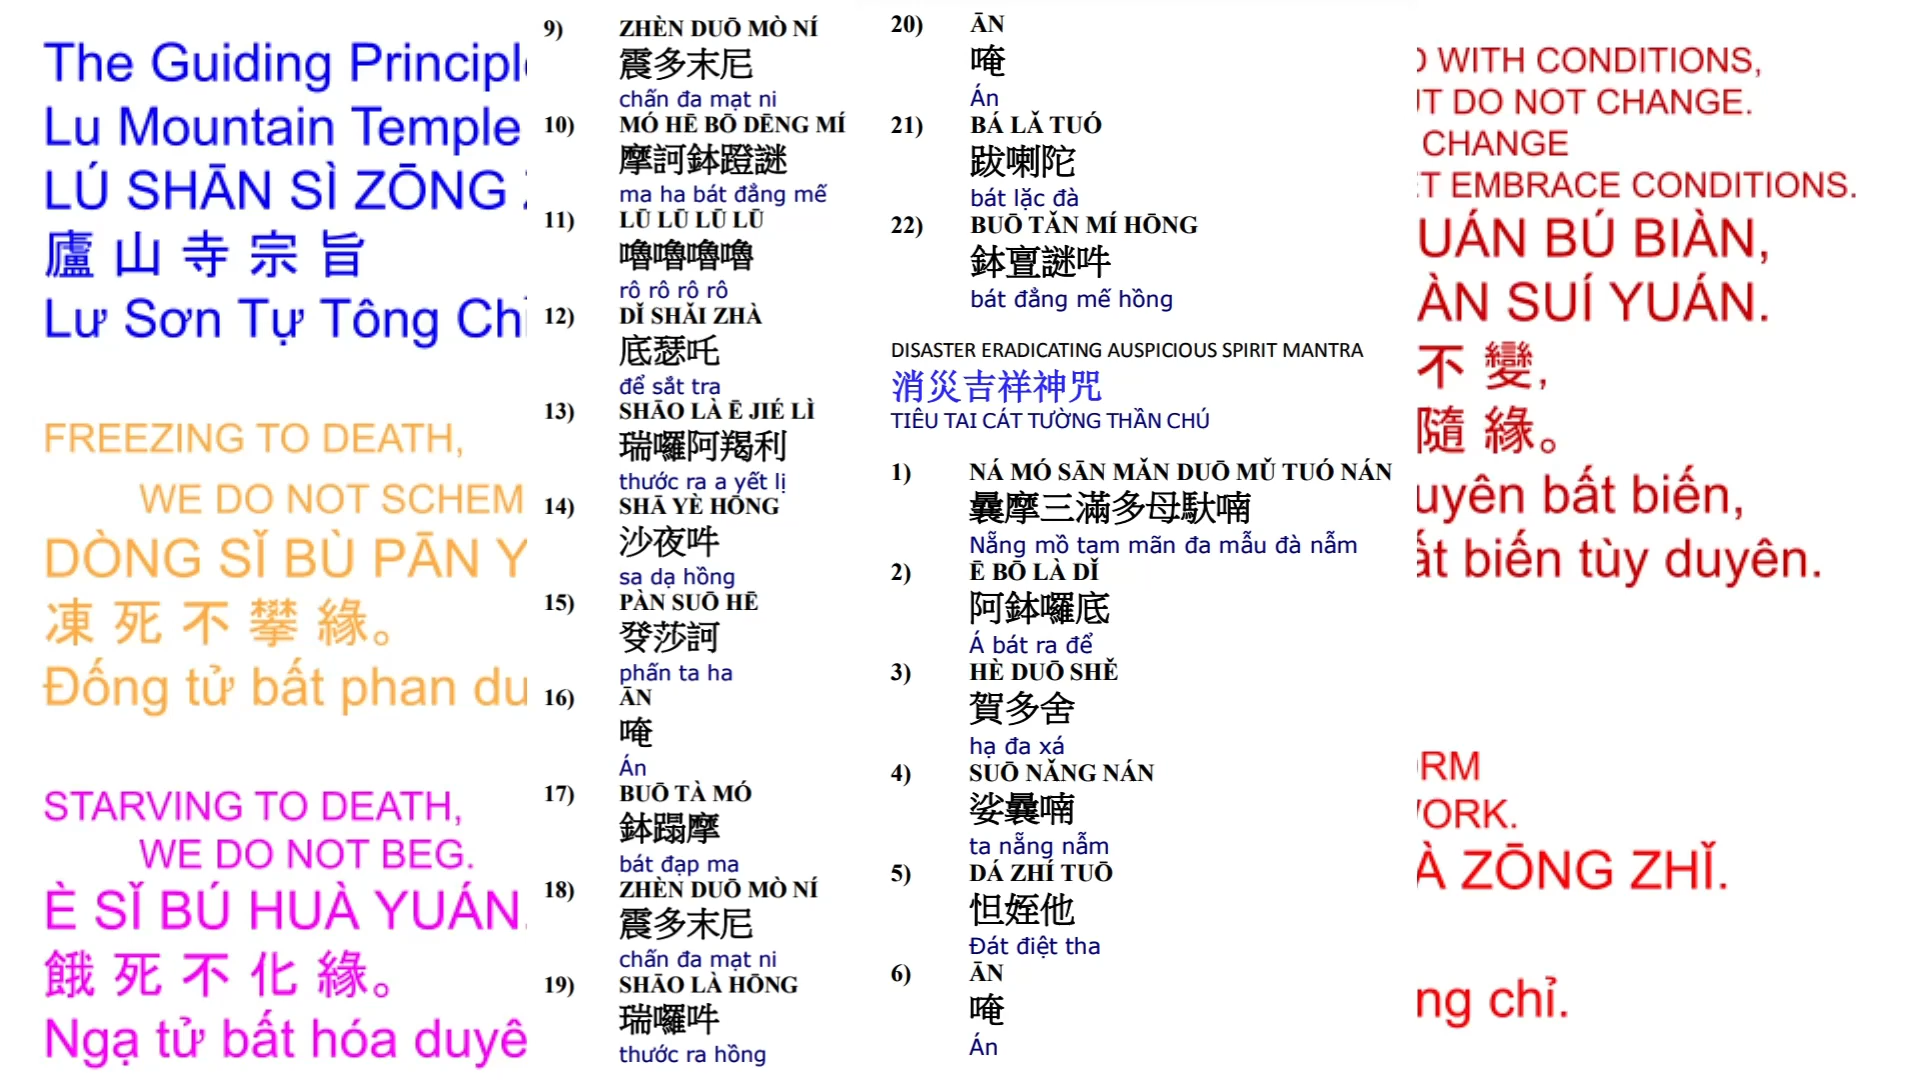 The Guiding Principl
Lu Mountain Temple
LÚ SHĀN SÌ ZŌNG
廬 山 寺 宗 旨
Lư Sơn Tự Tông Chỉ
FREEZING TO DEATH,
WE DO NOT SCHEM
DÒNG SǏ BÙ PĀN Y
凍 死 不 攀 緣。
Đống tử bất phan du
STARVING TO DEATH,
WE DO NOT BEG.
È SǏ BÚ HUÀ YUÁN.
餓 死 不 化 緣。
Ngạ tử bất hóa duyê
9) ZHÈN DUŌ MÒ NÍ
震多末尼
chấn đa mạt ni
10) MÓ HĒ BŌ DĒNG MÍ
摩訶鉢蹬謎
ma ha bát đẳng mế
11) LŪ LŪ LŪ LŪ
嚕嚕嚕嚕
rô rô rô rô
12) DǏ SHǍI ZHÀ
底瑟吒
để sắt tra
13) SHĀO LÀ Ē JIÉ LÌ
瑞囉阿羯利
thước ra a yết lị
14) SHĀ YÈ HŌNG
沙夜吽
sa dạ hồng
15) PÀN SUŌ HĒ
癹莎訶
phấn ta ha
16) ĀN
唵
Án
17) BUŌ TÀ MÓ
鉢蹋摩
bát đạp ma
18) ZHÈN DUŌ MÒ NÍ
震多末尼
chấn đa mạt ni
19) SHĀO LÀ HŌNG
瑞囉吽
thước ra hồng
20) ĀN
唵
Án
21) BÁ LǍ TUÓ
跋喇陀
bát lặc đà
22) BUŌ TǍN MÍ HŌNG
鉢亶謎吽
bát đẳng mế hồng
DISASTER ERADICATING AUSPICIOUS SPIRIT MANTRA
消災吉祥神咒
TIÊU TAI CÁT TƯỜNG THẦN CHÚ
1) NÁ MÓ SĀN MǍN DUŌ MǓ TUÓ NÁN
曩摩三滿多母馱喃
Nẵng mồ tam mãn đa mẫu đà nẫm
2) Ē BŌ LÀ DǏ
阿鉢囉底
Á bát ra để
3) HÈ DUŌ SHĚ
賀多舍
hạ đa xá
4) SUŌ NǍNG NÁN
娑曩喃
ta nẵng nẫm
5) DÁ ZHÍ TUŌ
怛姪他
Đát điệt tha
6) ĀN
唵
Án
D WITH CONDITIONS,
UT DO NOT CHANGE.
CHANGE
ET EMBRACE CONDITIONS.
UÁN BÚ BIÀN,
ÀN SUÍ YUÁN.
不 變,
隨 緣。
uyên bất biến,
ất biến tùy duyên.
RM
ORK.
À ZŌNG ZHǏ.
ng chỉ.